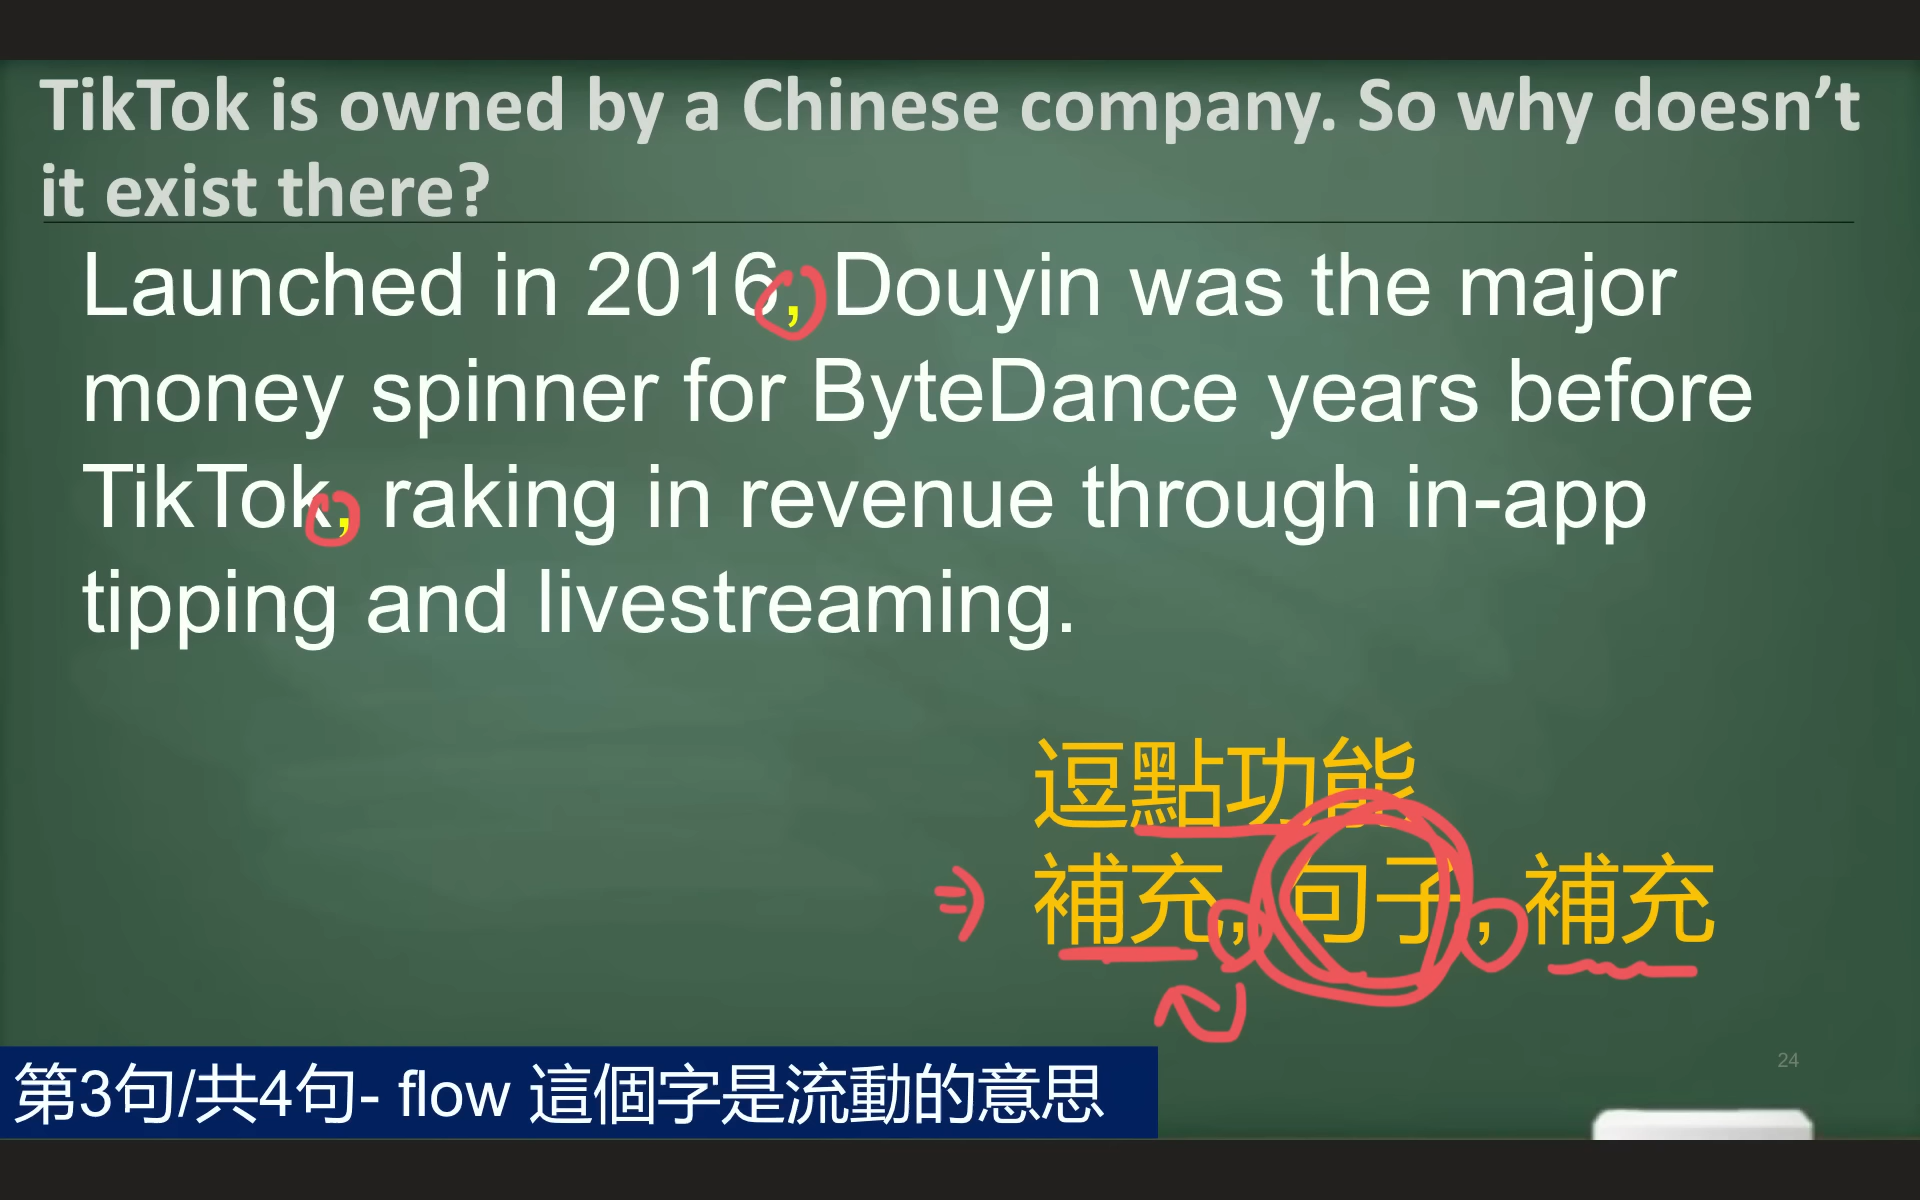 TikTok is owned by a Chinese company. So why doesn’t
it exist there?
Launched in 2016, Douyin was the major
money spinner for ByteDance years before
TikTok, raking in revenue through in-app
tipping and livestreaming.
逗點功能
補充, 句子, 補充
24
第3句/共4句- flow 這個字是流動的意思